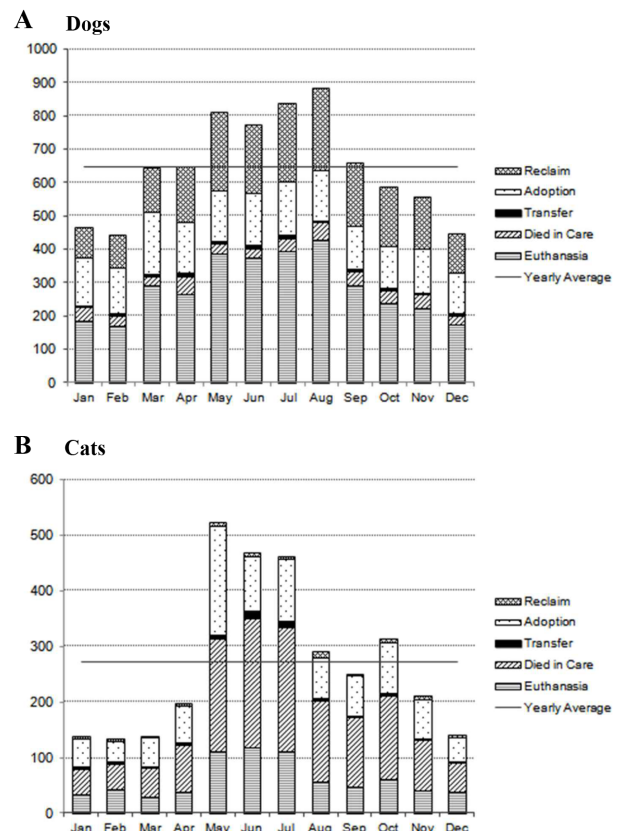 A Dogs
1000
900
800
700
600
500
400
300
200
100
0
Jan Feb Mar Apr May Jun Jul Aug Sep Oct Nov Dec
Reclaim
Adoption
Transfer
Died in Care
Euthanasia
Yearly Average
B Cats
600
500
400
300
200
100
0
Jan Feb Mar Apr May Jun Jul Aug Sep Oct Nov Dec
Reclaim
Adoption
Transfer
Died in Care
Euthanasia
Yearly Average